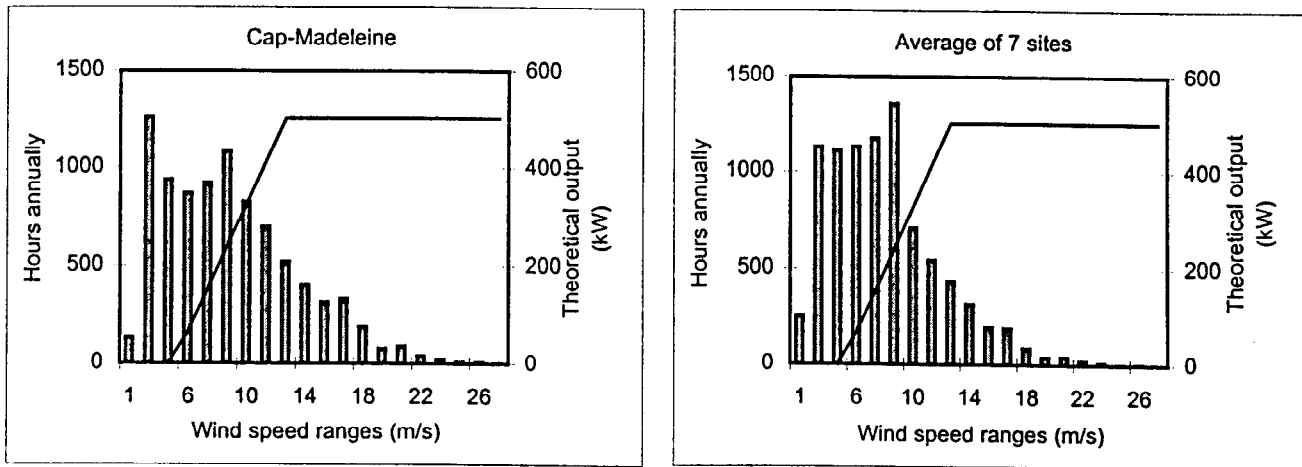 Cap-Madeleine
1500
1000
500
0
Hours annually
600
400
200
0
Theoretical output
(kW)
1 6 10 14 18 22 26
Wind speed ranges (m/s)
Average of 7 sites
1500
1000
500
0
Hours annually
600
400
200
0
Theoretical output
(kW)
1 6 10 14 18 22 26
Wind speed ranges (m/s)